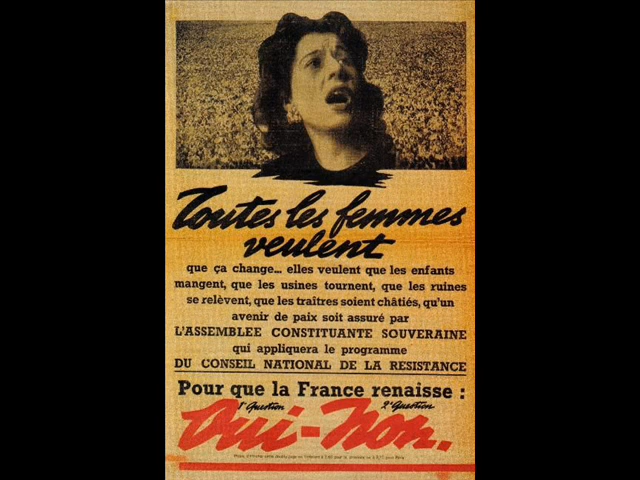 Toutes les femmes
veulent
que ça change... elles veulent que les enfants
mangent, que les usines tournent, que les ruines
se relèvent, que les traîtres soient châtiés, qu'un
avenir de paix soit assuré par
L'ASSEMBLEE CONSTITUANTE SOUVERAINE
qui appliquera le programme
DU CONSEIL NATIONAL DE LA RESISTANCE
Pour que la France renaisse :
1e Question 2e Question
Oui-Non.